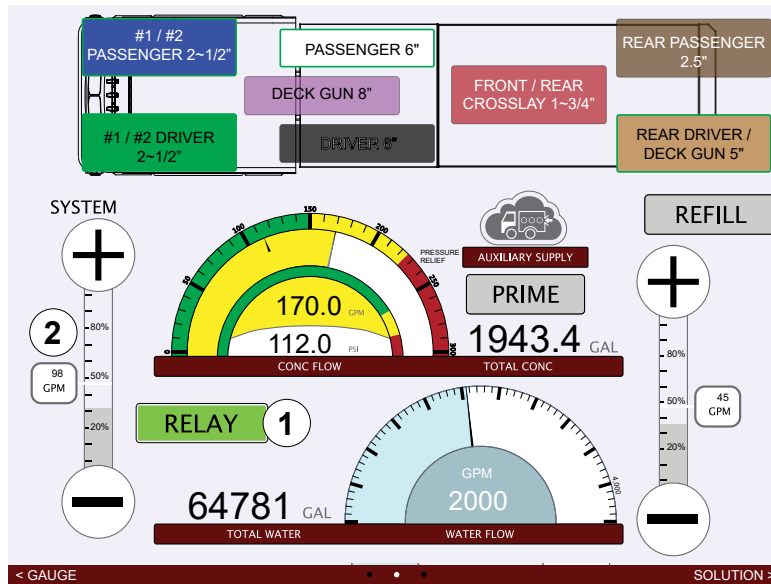 #1 / #2
PASSENGER 2~1/2"
PASSENGER 6"
REAR PASSENGER
2.5"
DECK GUN 8"
FRONT / REAR
CROSSLAY 1~3/4"
#1 / #2 DRIVER
2~1/2"
DRIVER 6"
REAR DRIVER /
DECK GUN 5"
SYSTEM
REFILL
0
50
100
150
200
250
300
PRESSURE
RELIEF
AUXILIARY SUPPLY
PRIME
170.0 GPM
112.0 PSI
1943.4 GAL
CONC FLOW
TOTAL CONC
2
80%
50%
20%
98
GPM
80%
50%
20%
45
GPM
RELAY
1
GPM
2000
4,000
64781 GAL
TOTAL WATER
WATER FLOW
< GAUGE
SOLUTION >